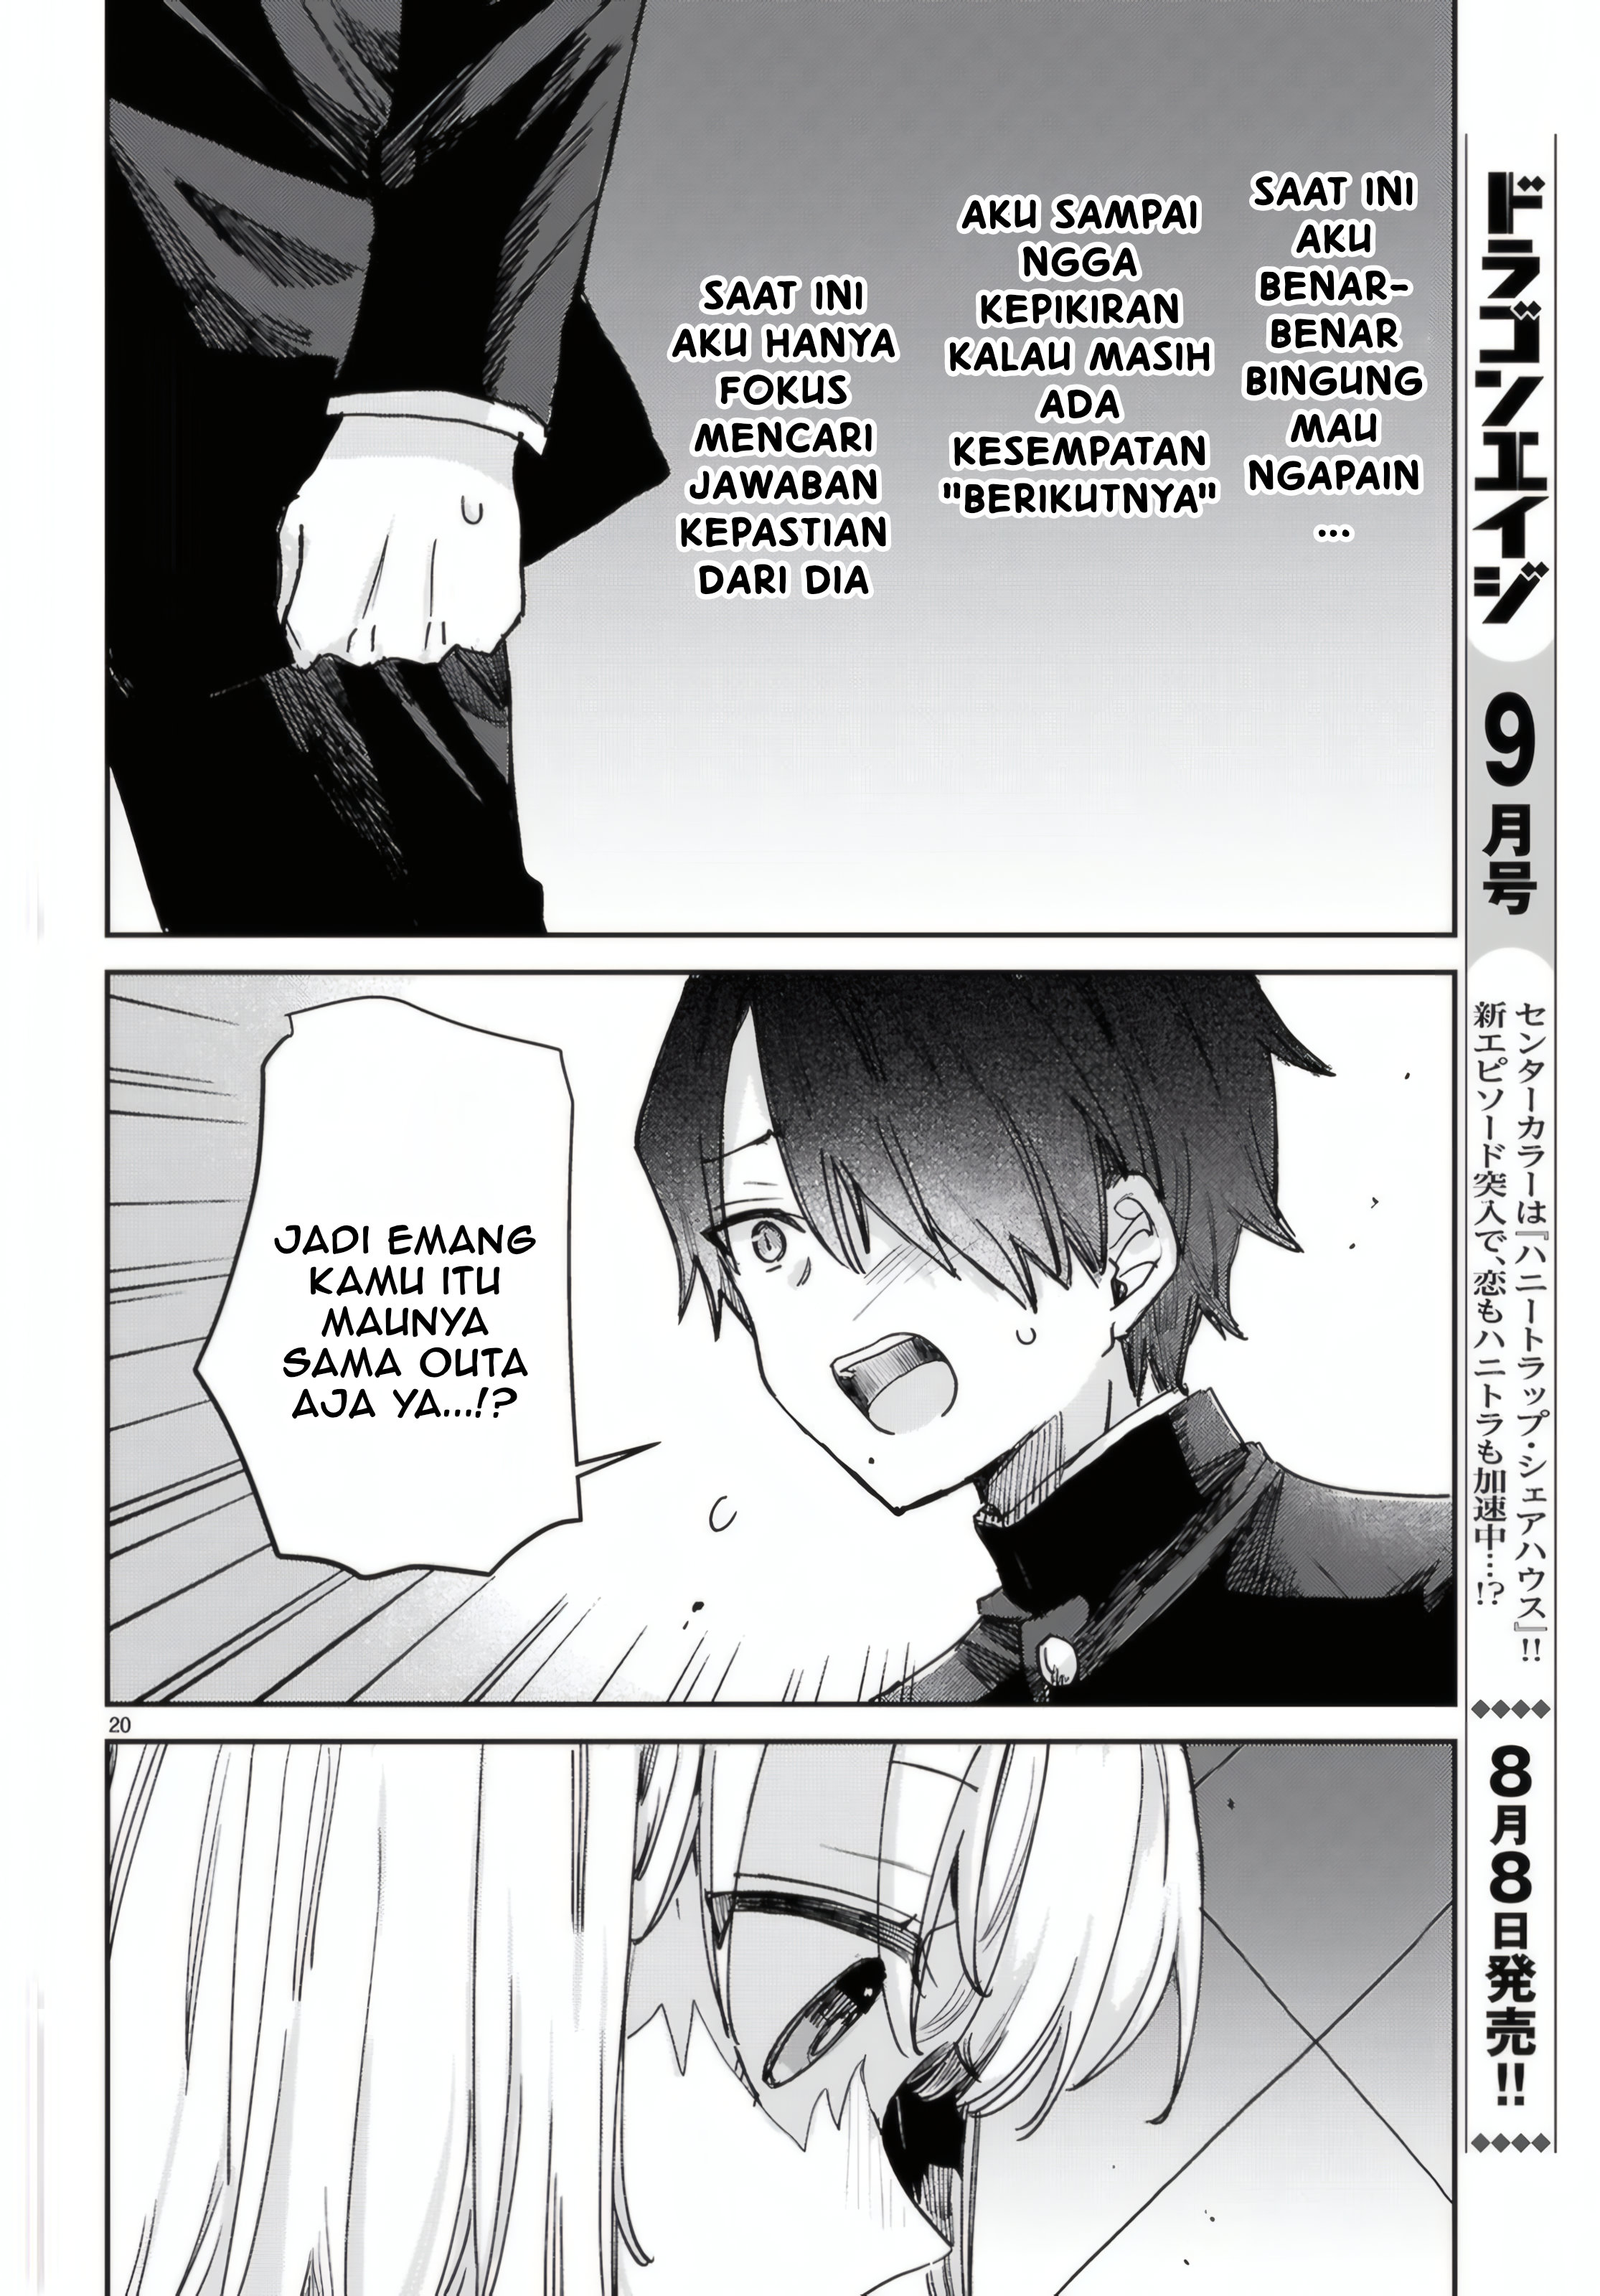 SAAT INI
AKU
BENAR-
BENAR
BINGUNG
MAU
NGAPAIN
...
AKU SAMPAI
NGGA
KEPIKIRAN
KALAU MASIH
ADA
KESEMPATAN
"BERIKUTNYA"
SAAT INI
AKU HANYA
FOKUS
MENCARI
JAWABAN
KEPASTIAN
DARI DIA
JADI EMANG
KAMU ITU
MAUNYA
SAMA OUTA
AJA YA...!?
20
ドラゴンエイジ
9月号
センターカラーは『ハニートラップ・シェアハウス』!!
新エピソード突入で、恋もハニトラも加速中…!?
8月8日発売!!